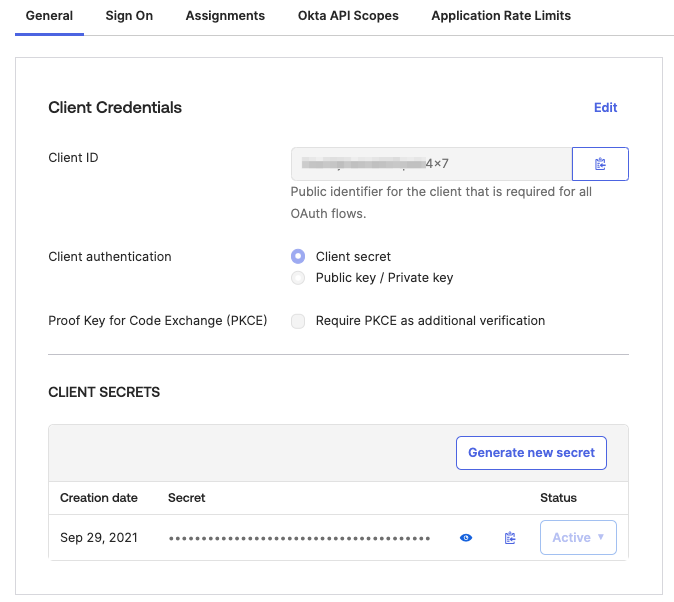 General Sign On Assignments Okta API Scopes Application Rate Limits
Client Credentials Edit
Client ID 4x7
Public identifier for the client that is required for all
OAuth flows.
Client authentication Client secret
Public key / Private key
Proof Key for Code Exchange (PKCE) Require PKCE as additional verification
CLIENT SECRETS
Generate new secret
Creation date Secret Status
Sep 29, 2021 •••••••••••••••••••••••••••••••••••••••• Active